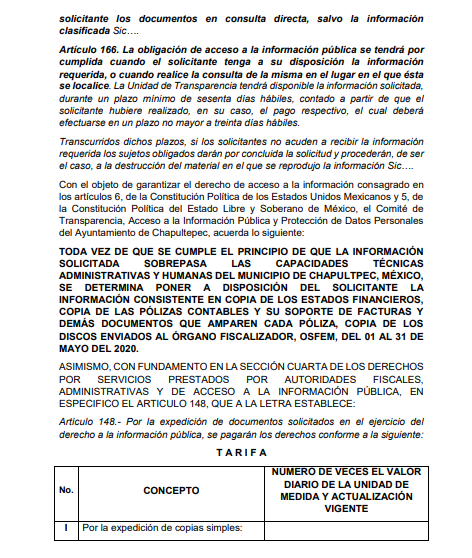 solicitante los documentos en consulta directa, salvo la información
clasificada Sic….
Artículo 166. La obligación de acceso a la información pública se tendrá por
cumplida cuando el solicitante tenga a su disposición la información
requerida, o cuando realice la consulta de la misma en el lugar en el que ésta
se localice. La Unidad de Transparencia tendrá disponible la información solicitada,
durante un plazo mínimo de sesenta días hábiles, contado a partir de que el
solicitante hubiere realizado, en su caso, el pago respectivo, el cual deberá
efectuarse en un plazo no mayor a treinta días hábiles.
Transcurridos dichos plazos, si los solicitantes no acuden a recibir la información
requerida los sujetos obligados darán por concluida la solicitud y procederán, de ser
el caso, a la destrucción del material en el que se reprodujo la información Sic….
Con el objeto de garantizar el derecho de acceso a la información consagrado en
los artículos 6, de la Constitución Política de los Estados Unidos Mexicanos y 5, de
la Constitución Política del Estado Libre y Soberano de México, el Comité de
Transparencia, Acceso a la Información Pública y Protección de Datos Personales
del Ayuntamiento de Chapultepec, acuerda lo siguiente:
TODA VEZ DE QUE SE CUMPLE EL PRINCIPIO DE QUE LA INFORMACIÓN
SOLICITADA SOBREPASA LAS CAPACIDADES TÉCNICAS
ADMINISTRATIVAS Y HUMANAS DEL MUNICIPIO DE CHAPULTPEC, MÉXICO,
SE DETERMINA PONER A DISPOSICIÓN DEL SOLICITANTE LA
INFORMACIÓN CONSISTENTE EN COPIA DE LOS ESTADOS FINANCIEROS,
COPIA DE LAS PÓLIZAS CONTABLES Y SU SOPORTE DE FACTURAS Y
DEMÁS DOCUMENTOS QUE AMPAREN CADA PÓLIZA, COPIA DE LOS
DISCOS ENVIADOS AL ÓRGANO FISCALIZADOR, OSFEM, DEL 01 AL 31 DE
MAYO DEL 2020.
ASIMISMO, CON FUNDAMENTO EN LA SECCIÓN CUARTA DE LOS DERECHOS
POR SERVICIOS PRESTADOS POR AUTORIDADES FISCALES,
ADMINISTRATIVAS Y DE ACCESO A LA INFORMACIÓN PÚBLICA, EN
ESPECIFICO EL ARTICULO 148, QUE A LA LETRA ESTABLECE:
Artículo 148.- Por la expedición de documentos solicitados en el ejercicio del
derecho a la información pública, se pagarán los derechos conforme a la siguiente:
T A R I F A
No. CONCEPTO NÚMERO DE VECES EL VALOR
DIARIO DE LA UNIDAD DE
MEDIDA Y ACTUALIZACIÓN
VIGENTE
I Por la expedición de copias simples: